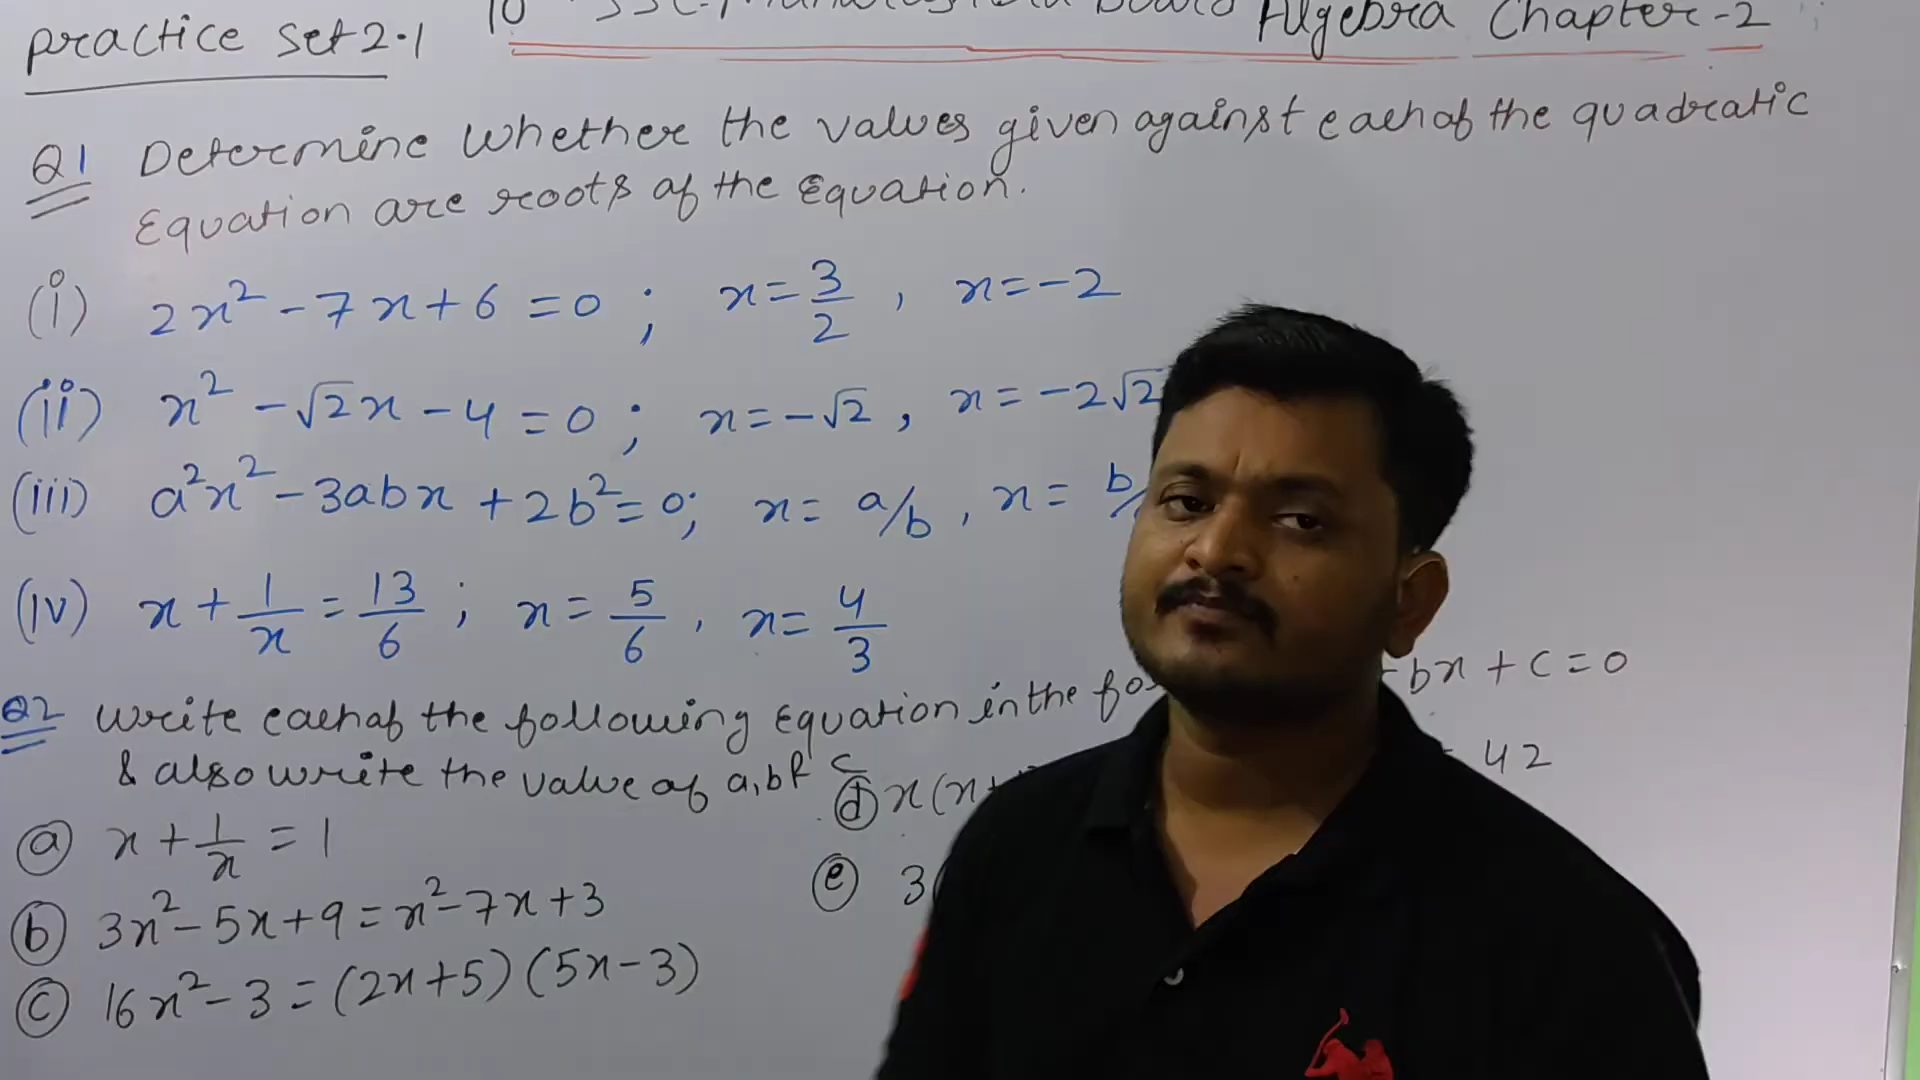 Practice Set 2.1
10 SSC Maharashtra Board Algebra Chapter-2
Q1 Determine whether the values given against each of the quadratic
Equation are roots of the Equation.
(i) 2x² - 7x + 6 = 0 ; x = 3/2 , x = -2
(ii) x² - √2x - 4 = 0 ; x = -√2 , x = -2√2
(iii) a²x² - 3abx + 2b² = 0; x = a/b , x = b/
(iv) x + 1/x = 13/6 ; x = 5/6 , x = 4/3
Q2 Write each of the following Equation in the + bx + c = 0
& also write the value of a, b & c
(a) x + 1/x = 1
(b) 3x² - 5x + 9 = x² - 7x + 3
(c) 16x² - 3 = (2x+5) (5x-3)
(d) x(x+ = 42
(e) 3(